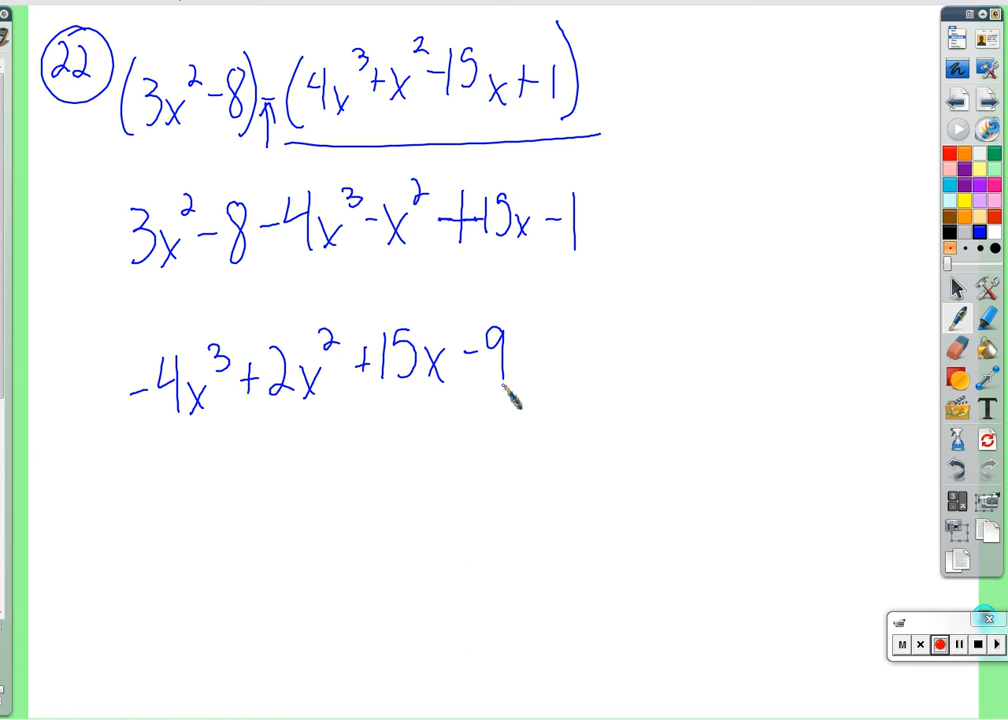 22 (3x² - 8) - (4x³ + x² - 15x + 1)
3x² - 8 - 4x³ - x² + 15x - 1
-4x³ + 2x² + 15x - 9
T
M